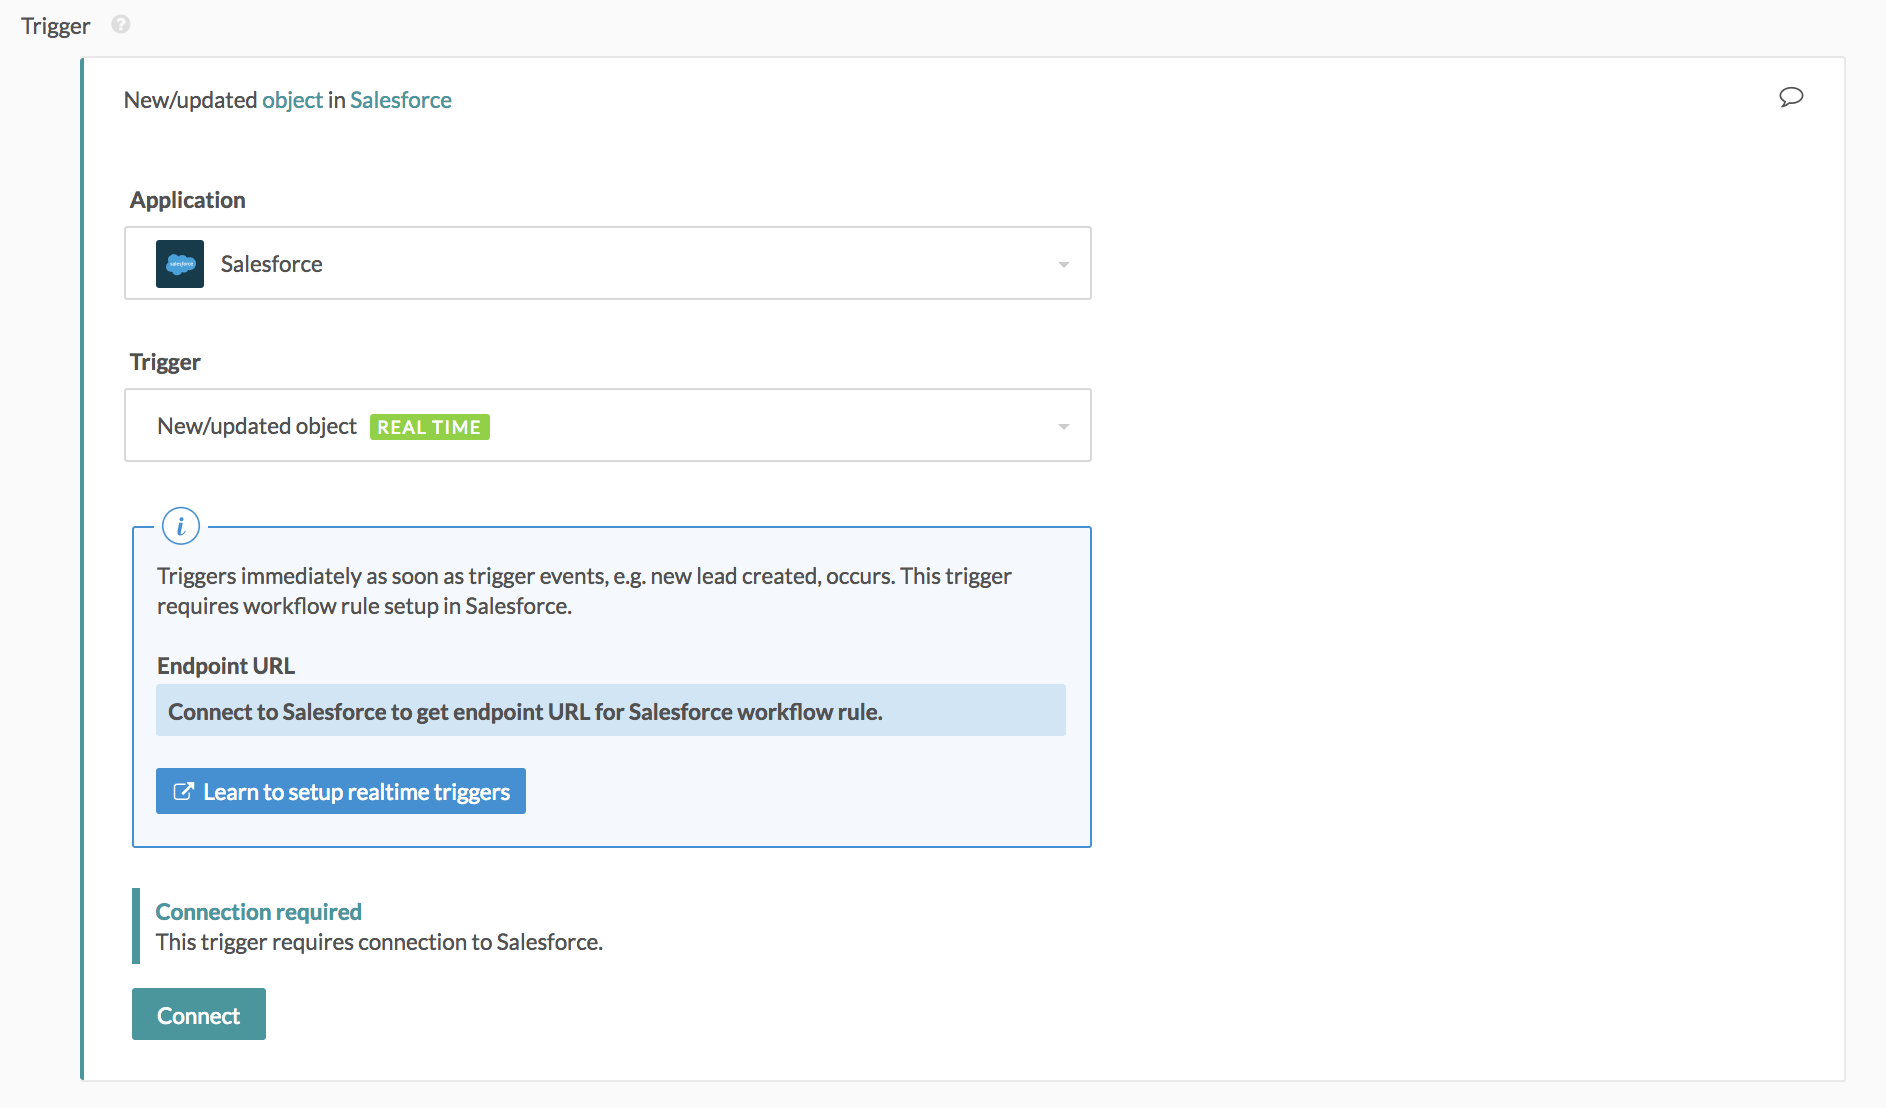 Trigger ?
New/updated object in Salesforce
Application
salesforce
Salesforce
Trigger
New/updated object REAL TIME
i
Triggers immediately as soon as trigger events, e.g. new lead created, occurs. This trigger
requires workflow rule setup in Salesforce.
Endpoint URL
Connect to Salesforce to get endpoint URL for Salesforce workflow rule.
Learn to setup realtime triggers
Connection required
This trigger requires connection to Salesforce.
Connect